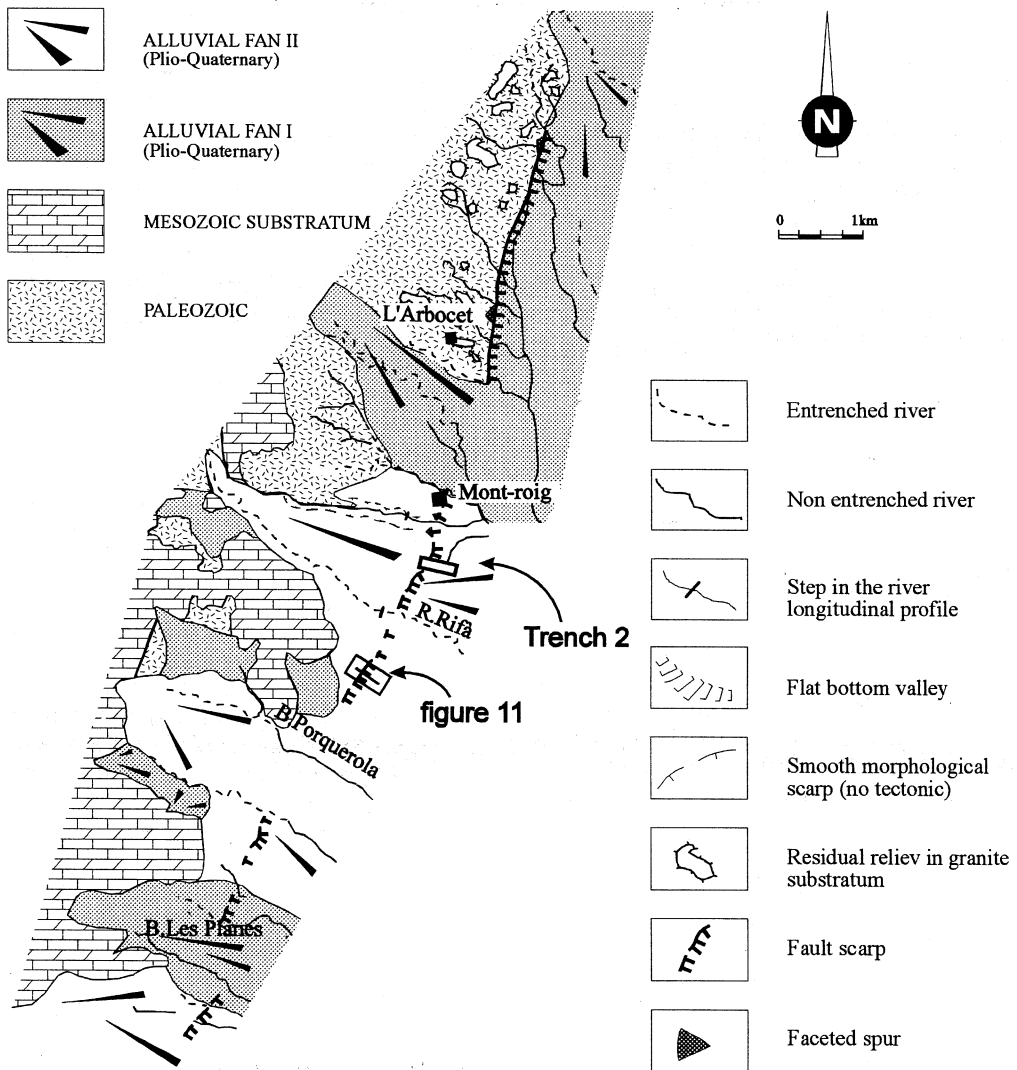 ALLUVIAL FAN II
(Plio-Quaternary)
ALLUVIAL FAN I
(Plio-Quaternary)
MESOZOIC SUBSTRATUM
PALEOZOIC
N
0 1km
L'Arbocet
Mont-roig
R.Rifà
Trench 2
figure 11
B.Porquerola
B.Les Planes
Entrenched river
Non entrenched river
Step in the river
longitudinal profile
Flat bottom valley
Smooth morphological
scarp (no tectonic)
Residual reliev in granite
substratum
Fault scarp
Faceted spur